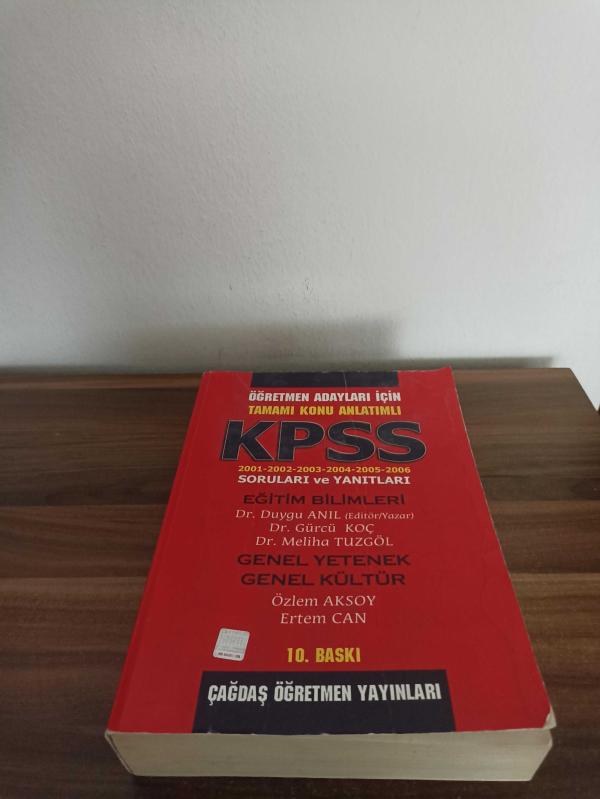 ÖĞRETMEN ADAYLARI İÇİN
TAMAMI KONU ANLATIMLI
KPSS
2001-2002-2003-2004-2005-2006
SORULARI ve YANITLARI
EĞİTİM BİLİMLERİ
Dr. Duygu ANIL (Editör/Yazar)
Dr. Gürcü KOÇ
Dr. Meliha TUZGÖL
GENEL YETENEK
GENEL KÜLTÜR
Özlem AKSOY
Ertem CAN
10. BASKI
ÇAĞDAŞ ÖĞRETMEN YAYINLARI